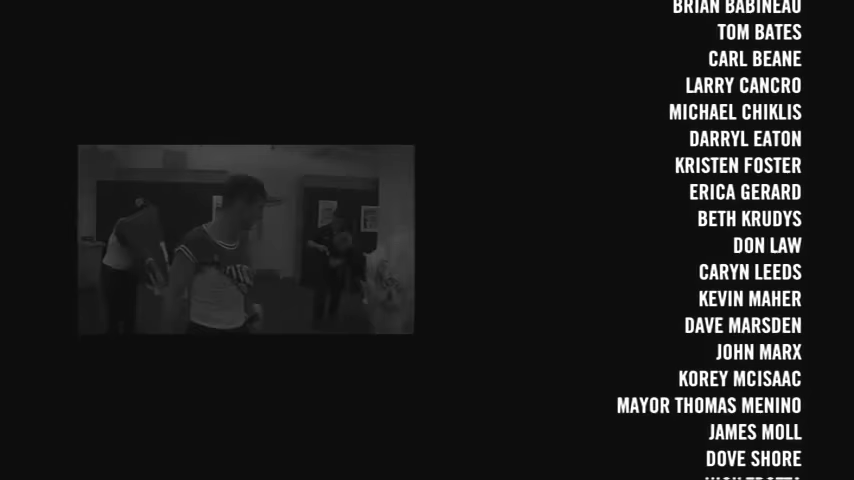 BRIAN BABINEAU
TOM BATES
CARL BEANE
LARRY CANCRO
MICHAEL CHIKLIS
DARRYL EATON
KRISTEN FOSTER
ERICA GERARD
BETH KRUDYS
DON LAW
CARYN LEEDS
KEVIN MAHER
DAVE MARSDEN
JOHN MARX
KOREY MCISAAC
MAYOR THOMAS MENINO
JAMES MOLL
DOVE SHORE